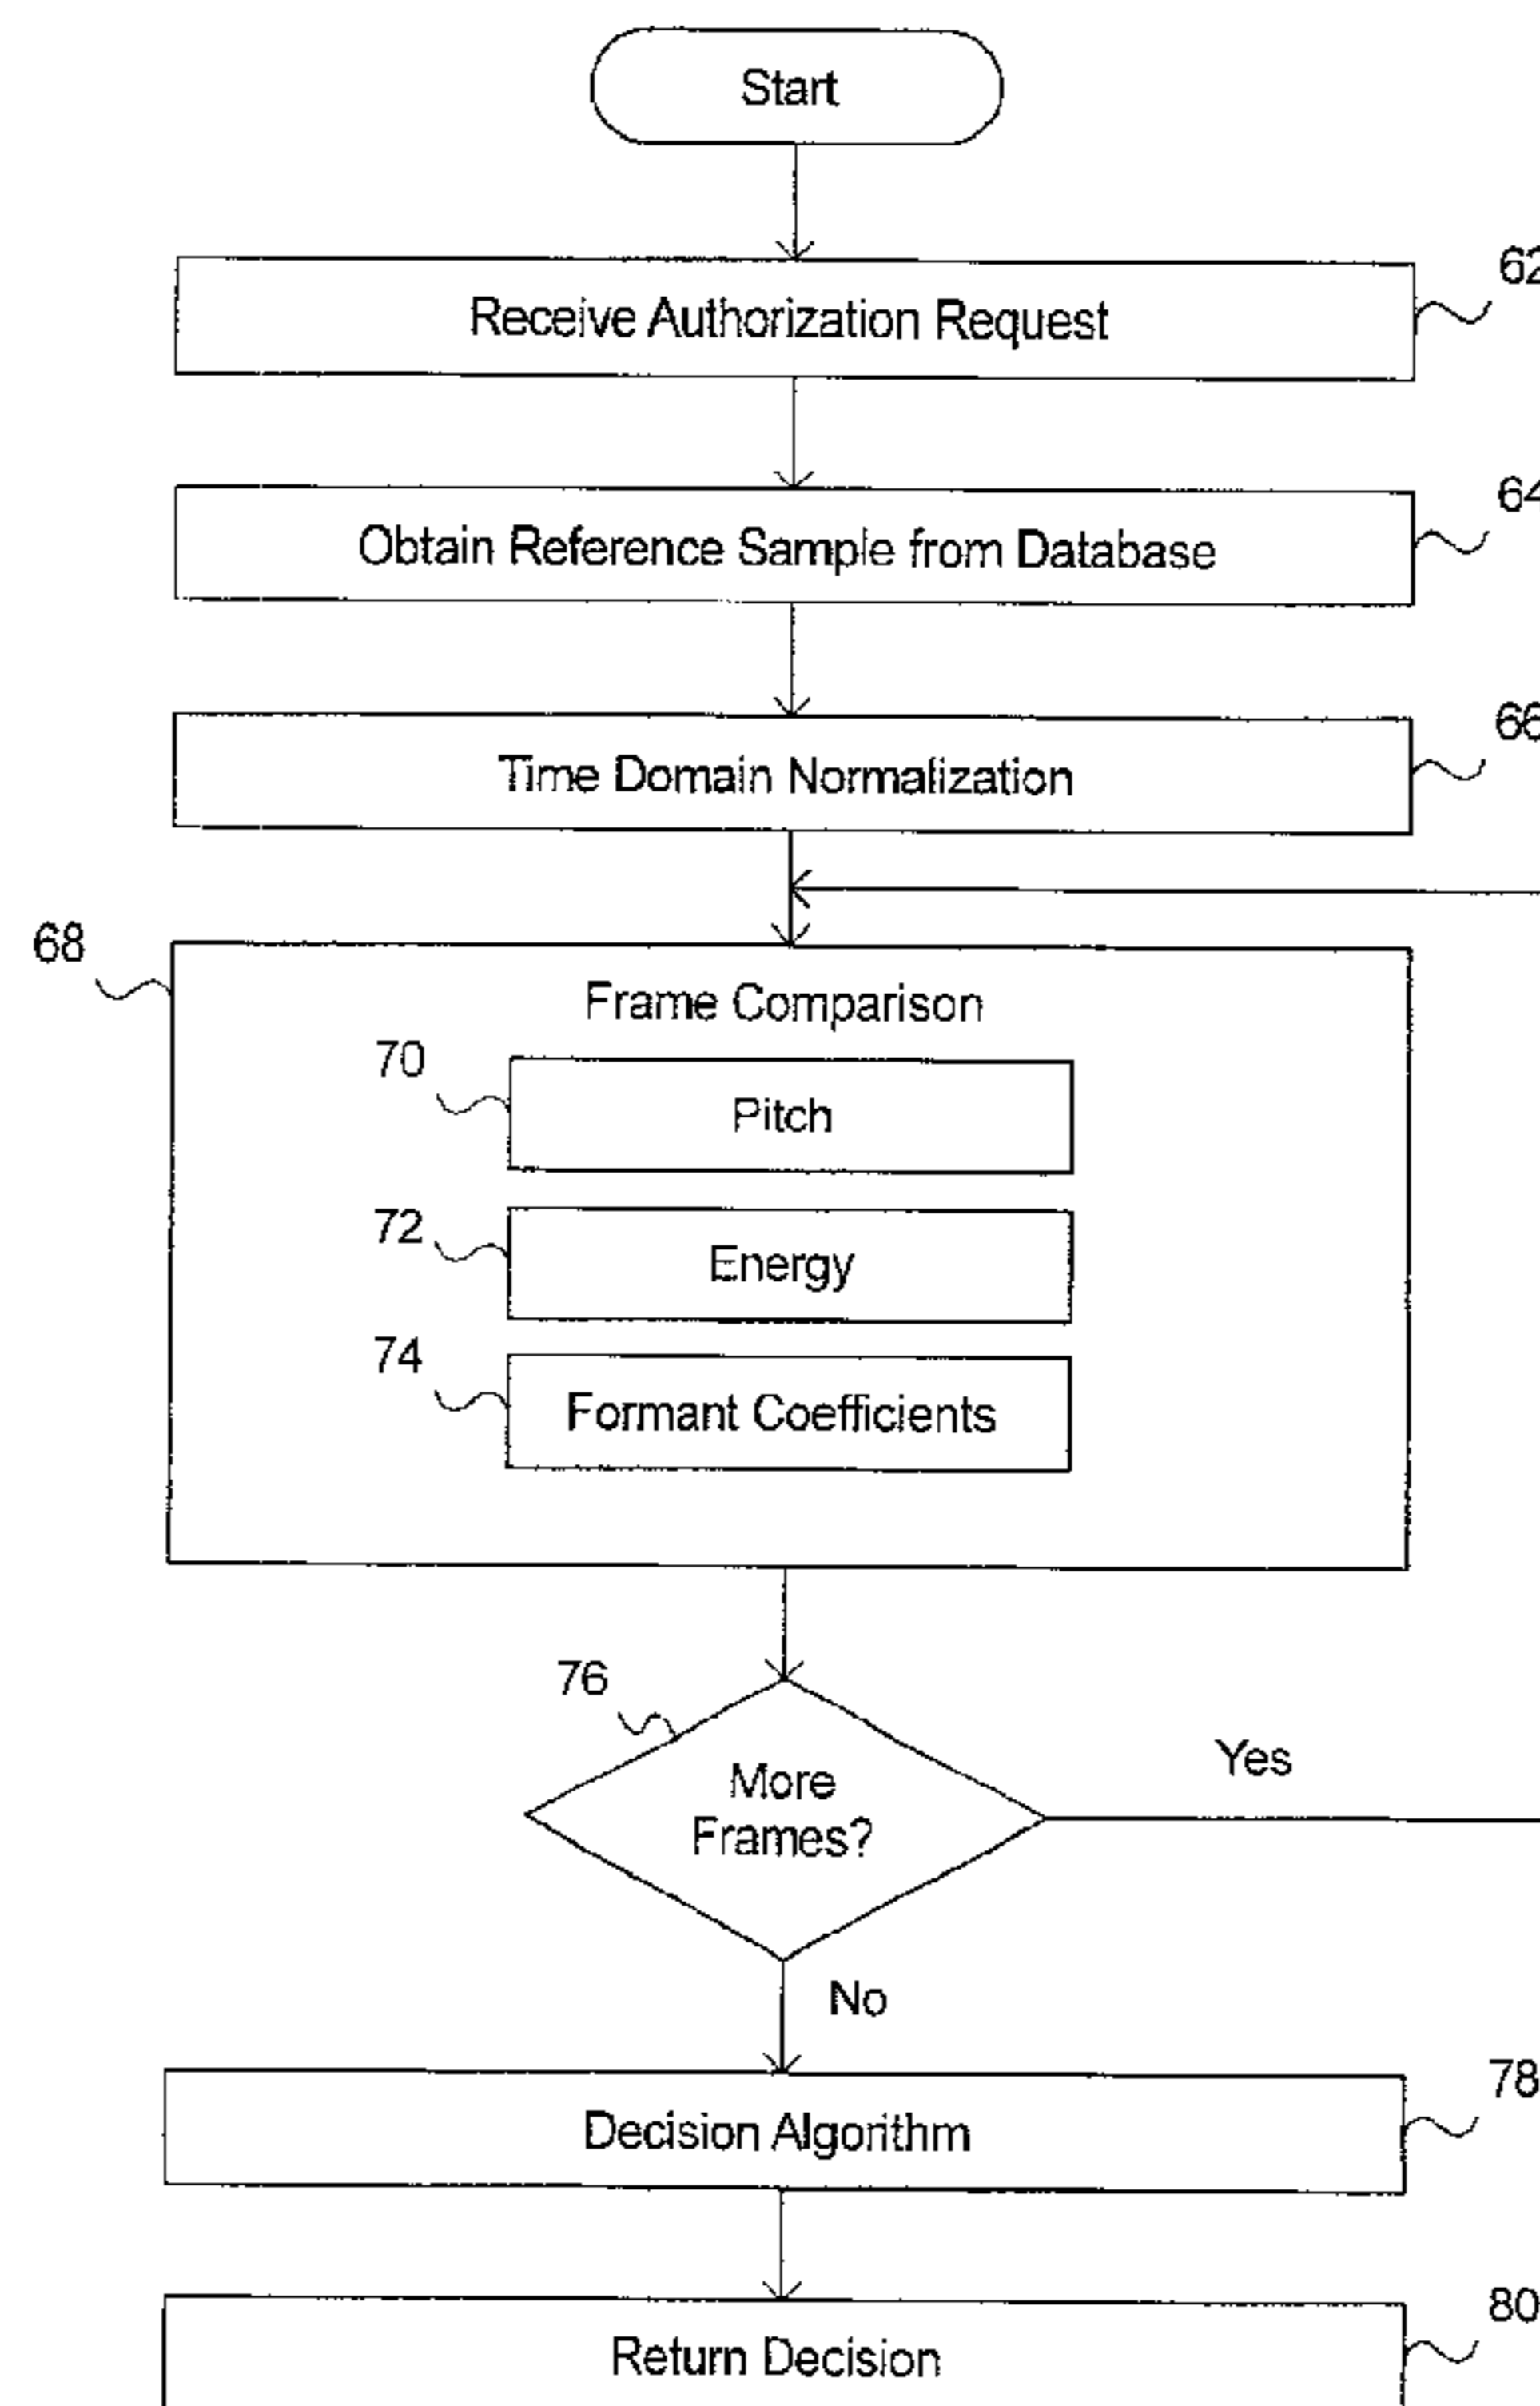 Start
Receive Authorization Request
62
Obtain Reference Sample from Database
64
Time Domain Normalization
66
68
Frame Comparison
70
Pitch
72
Energy
74
Formant Coefficients
76
More
Frames?
Yes
No
Decision Algorithm
78
Return Decision
80